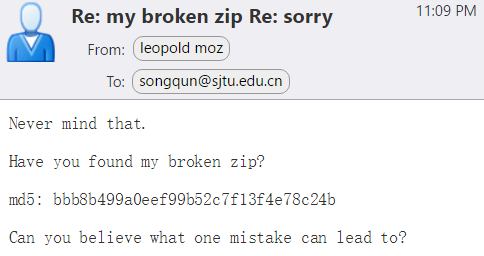 Re: my broken zip Re: sorry
11:09 PM
From: leopold moz
To: songqun@sjtu.edu.cn
Never mind that.
Have you found my broken zip?
md5: bbb8b499a0eef99b52c7f13f4e78c24b
Can you believe what one mistake can lead to?